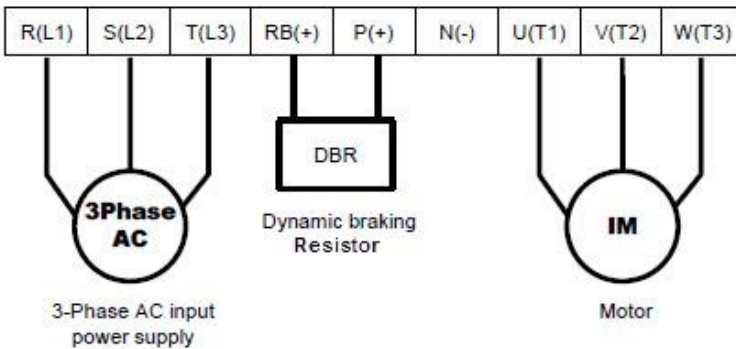 R(L1) S(L2) T(L3) RB(+) P(+) N(-) U(T1) V(T2) W(T3)
3Phase
AC
DBR
IM
Dynamic braking
Resistor
3-Phase AC input
power supply
Motor